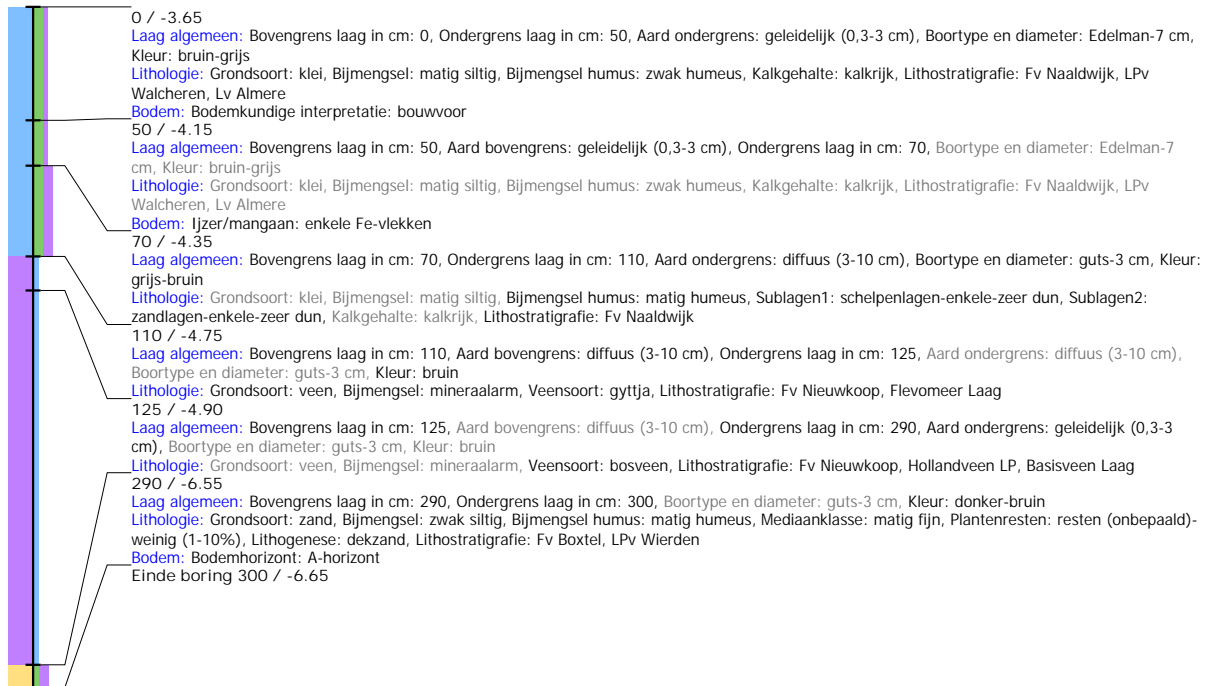 0 / -3.65
Laag algemeen: Bovengrens laag in cm: 0, Ondergrens laag in cm: 50, Aard ondergrens: geleidelijk (0,3-3 cm), Boortype en diameter: Edelman-7 cm,
Kleur: bruin-grijs
Lithologie: Grondsoort: klei, Bijmengsel: matig siltig, Bijmengsel humus: zwak humeus, Kalkgehalte: kalkrijk, Lithostratigrafie: Fv Naaldwijk, LPv
Walcheren, Lv Almere
Bodem: Bodemkundige interpretatie: bouwvoor
50 / -4.15
Laag algemeen: Bovengrens laag in cm: 50, Aard bovengrens: geleidelijk (0,3-3 cm), Ondergrens laag in cm: 70, Boortype en diameter: Edelman-7
cm, Kleur: bruin-grijs
Lithologie: Grondsoort: klei, Bijmengsel: matig siltig, Bijmengsel humus: zwak humeus, Kalkgehalte: kalkrijk, Lithostratigrafie: Fv Naaldwijk, LPv
Walcheren, Lv Almere
Bodem: Ijzer/mangaan: enkele Fe-vlekken
70 / -4.35
Laag algemeen: Bovengrens laag in cm: 70, Ondergrens laag in cm: 110, Aard ondergrens: diffuus (3-10 cm), Boortype en diameter: guts-3 cm, Kleur:
grijs-bruin
Lithologie: Grondsoort: klei, Bijmengsel: matig siltig, Bijmengsel humus: matig humeus, Sublagen1: schelpenlagen-enkele-zeer dun, Sublagen2:
zandlagen-enkele-zeer dun, Kalkgehalte: kalkrijk, Lithostratigrafie: Fv Naaldwijk
110 / -4.75
Laag algemeen: Bovengrens laag in cm: 110, Aard bovengrens: diffuus (3-10 cm), Ondergrens laag in cm: 125, Aard ondergrens: diffuus (3-10 cm),
Boortype en diameter: guts-3 cm, Kleur: bruin
Lithologie: Grondsoort: veen, Bijmengsel: mineraalarm, Veensoort: gyttja, Lithostratigrafie: Fv Nieuwkoop, Flevomeer Laag
125 / -4.90
Laag algemeen: Bovengrens laag in cm: 125, Aard bovengrens: diffuus (3-10 cm), Ondergrens laag in cm: 290, Aard ondergrens: geleidelijk (0,3-3
cm), Boortype en diameter: guts-3 cm, Kleur: bruin
Lithologie: Grondsoort: veen, Bijmengsel: mineraalarm, Veensoort: bosveen, Lithostratigrafie: Fv Nieuwkoop, Hollandveen LP, Basisveen Laag
290 / -6.55
Laag algemeen: Bovengrens laag in cm: 290, Ondergrens laag in cm: 300, Boortype en diameter: guts-3 cm, Kleur: donker-bruin
Lithologie: Grondsoort: zand, Bijmengsel: zwak siltig, Bijmengsel humus: matig humeus, Mediaanklasse: matig fijn, Plantenresten: resten (onbepaald)-
weinig (1-10%), Lithogenese: dekzand, Lithostratigrafie: Fv Boxtel, LPv Wierden
Bodem: Bodemhorizont: A-horizont
Einde boring 300 / -6.65